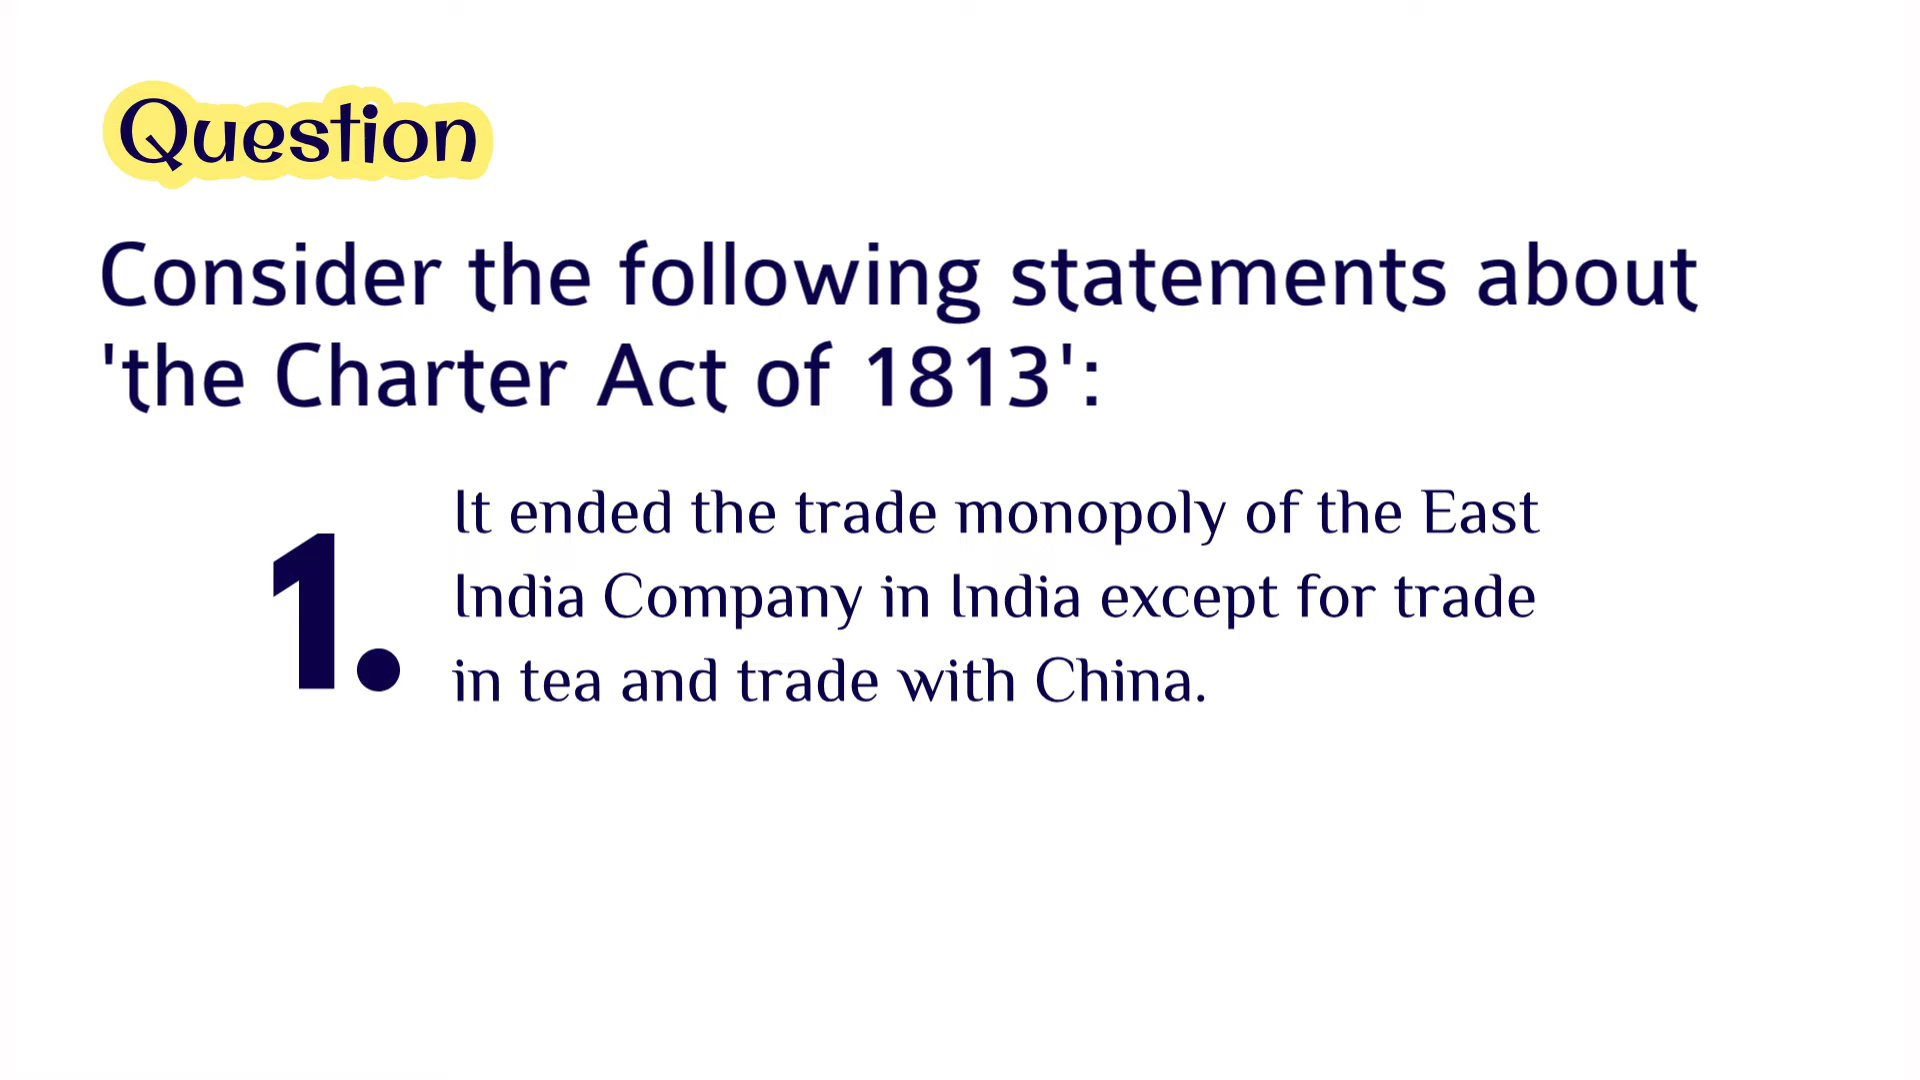 Question
Consider the following statements about
'the Charter Act of 1813':
1.
It ended the trade monopoly of the East
India Company in India except for trade
in tea and trade with China.